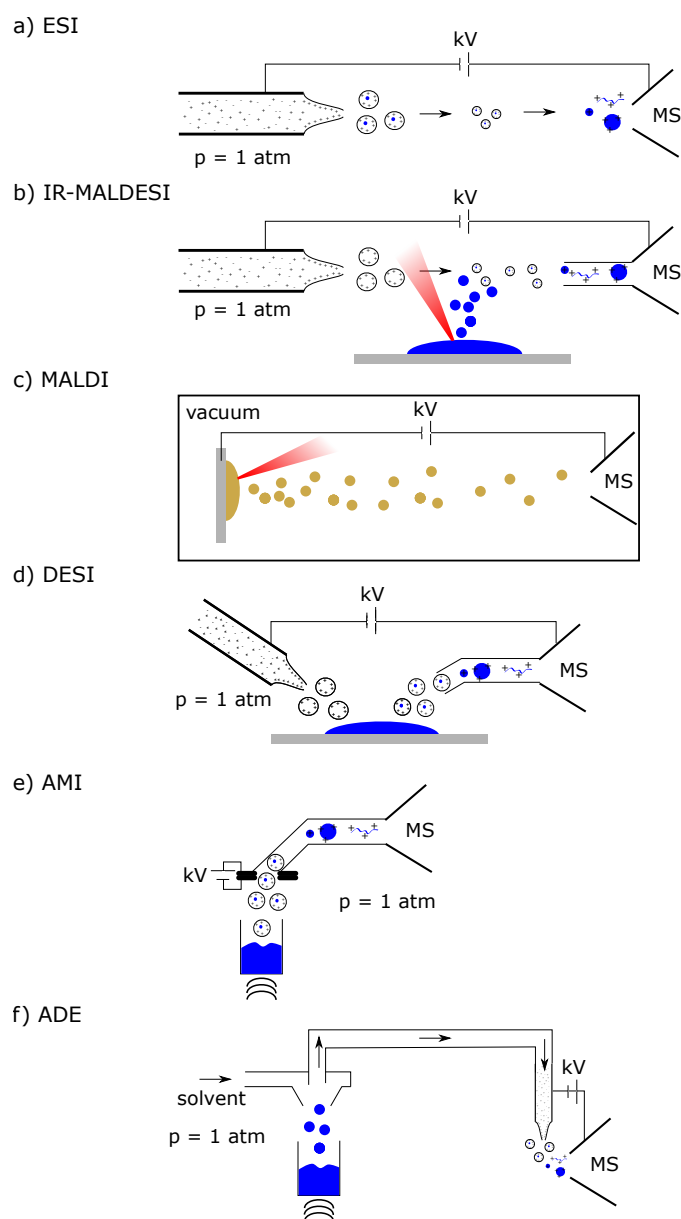 a) ESI
kV
MS
p = 1 atm
b) IR-MALDESI
kV
MS
p = 1 atm
c) MALDI
vacuum
kV
MS
d) DESI
kV
MS
p = 1 atm
e) AMI
MS
kV
p = 1 atm
f) ADE
kV
solvent
p = 1 atm
MS